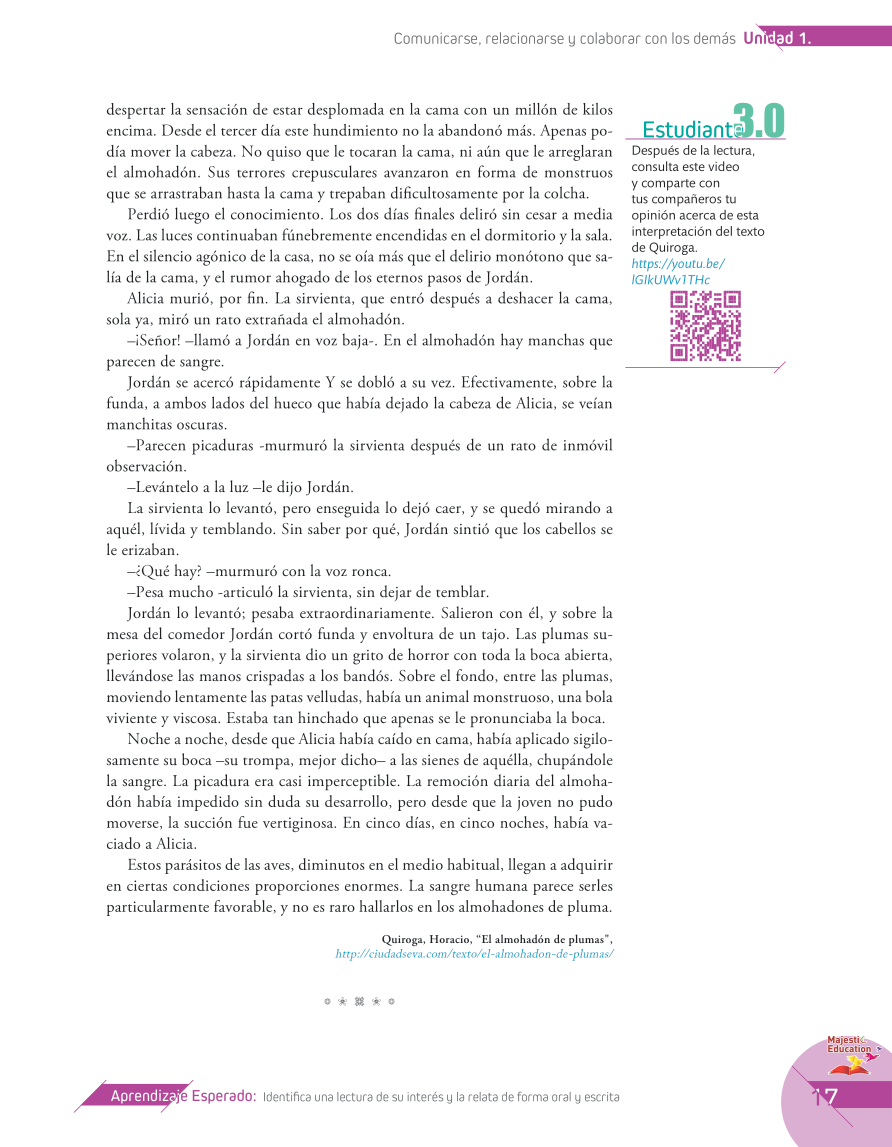 Comunicarse, relacionarse y colaborar con los demás Unidad 1.
despertar la sensación de estar desplomada en la cama con un millón de kilos
encima. Desde el tercer día este hundimiento no la abandonó más. Apenas po-
día mover la cabeza. No quiso que le tocaran la cama, ni aún que le arreglaran
el almohadón. Sus terrores crepusculares avanzaron en forma de monstruos
que se arrastraban hasta la cama y trepaban dificultosamente por la colcha.
Perdió luego el conocimiento. Los dos días finales deliró sin cesar a media
voz. Las luces continuaban fúnebremente encendidas en el dormitorio y la sala.
En el silencio agónico de la casa, no se oía más que el delirio monótono que sa-
lía de la cama, y el rumor ahogado de los eternos pasos de Jordán.
Alicia murió, por fin. La sirvienta, que entró después a deshacer la cama,
sola ya, miró un rato extrañada el almohadón.
–¡Señor! –llamó a Jordán en voz baja-. En el almohadón hay manchas que
parecen de sangre.
Jordán se acercó rápidamente Y se dobló a su vez. Efectivamente, sobre la
funda, a ambos lados del hueco que había dejado la cabeza de Alicia, se veían
manchitas oscuras.
–Parecen picaduras -murmuró la sirvienta después de un rato de inmóvil
observación.
–Levántelo a la luz –le dijo Jordán.
La sirvienta lo levantó, pero enseguida lo dejó caer, y se quedó mirando a
aquél, lívida y temblando. Sin saber por qué, Jordán sintió que los cabellos se
le erizaban.
–¿Qué hay? –murmuró con la voz ronca.
–Pesa mucho -articuló la sirvienta, sin dejar de temblar.
Jordán lo levantó; pesaba extraordinariamente. Salieron con él, y sobre la
mesa del comedor Jordán cortó funda y envoltura de un tajo. Las plumas su-
periores volaron, y la sirvienta dio un grito de horror con toda la boca abierta,
llevándose las manos crispadas a los bandós. Sobre el fondo, entre las plumas,
moviendo lentamente las patas velludas, había un animal monstruoso, una bola
viviente y viscosa. Estaba tan hinchado que apenas se le pronunciaba la boca.
Noche a noche, desde que Alicia había caído en cama, había aplicado sigilo-
samente su boca –su trompa, mejor dicho– a las sienes de aquélla, chupándole
la sangre. La picadura era casi imperceptible. La remoción diaria del almoha-
dón había impedido sin duda su desarrollo, pero desde que la joven no pudo
moverse, la succión fue vertiginosa. En cinco días, en cinco noches, había va-
ciado a Alicia.
Estos parásitos de las aves, diminutos en el medio habitual, llegan a adquirir
en ciertas condiciones proporciones enormes. La sangre humana parece serles
particularmente favorable, y no es raro hallarlos en los almohadones de pluma.
Quiroga, Horacio, “El almohadón de plumas”,
http://ciudadseva.com/texto/el-almohadon-de-plumas/
Estudiante3.0
Después de la lectura,
consulta este video
y comparte con
tus compañeros tu
opinión acerca de esta
interpretación del texto
de Quiroga.
https://youtu.be/
lGIkUWv1THc
Majestic
Education
Aprendizaje Esperado: Identifica una lectura de su interés y la relata de forma oral y escrita
17